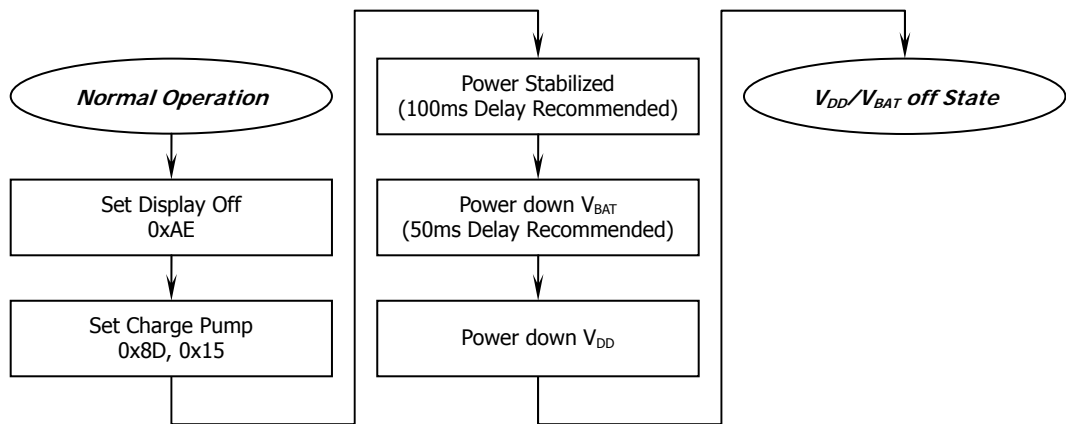 Normal Operation
Set Display Off
0xAE
Set Charge Pump
0x8D, 0x15
Power Stabilized
(100ms Delay Recommended)
Power down VBAT
(50ms Delay Recommended)
Power down VDD
VDD/VBAT off State